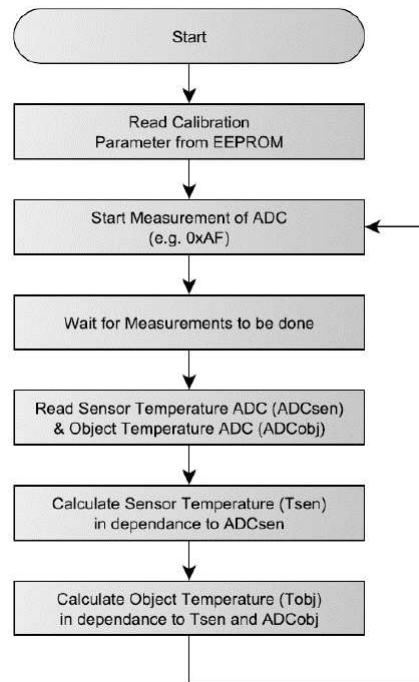 Start
Read Calibration
Parameter from EEPROM
Start Measurement of ADC
(e.g. 0xAF)
Wait for Measurements to be done
Read Sensor Temperature ADC (ADCsen)
& Object Temperature ADC (ADCobj)
Calculate Sensor Temperature (Tsen)
in dependance to ADCsen
Calculate Object Temperature (Tobj)
in dependance to Tsen and ADCobj